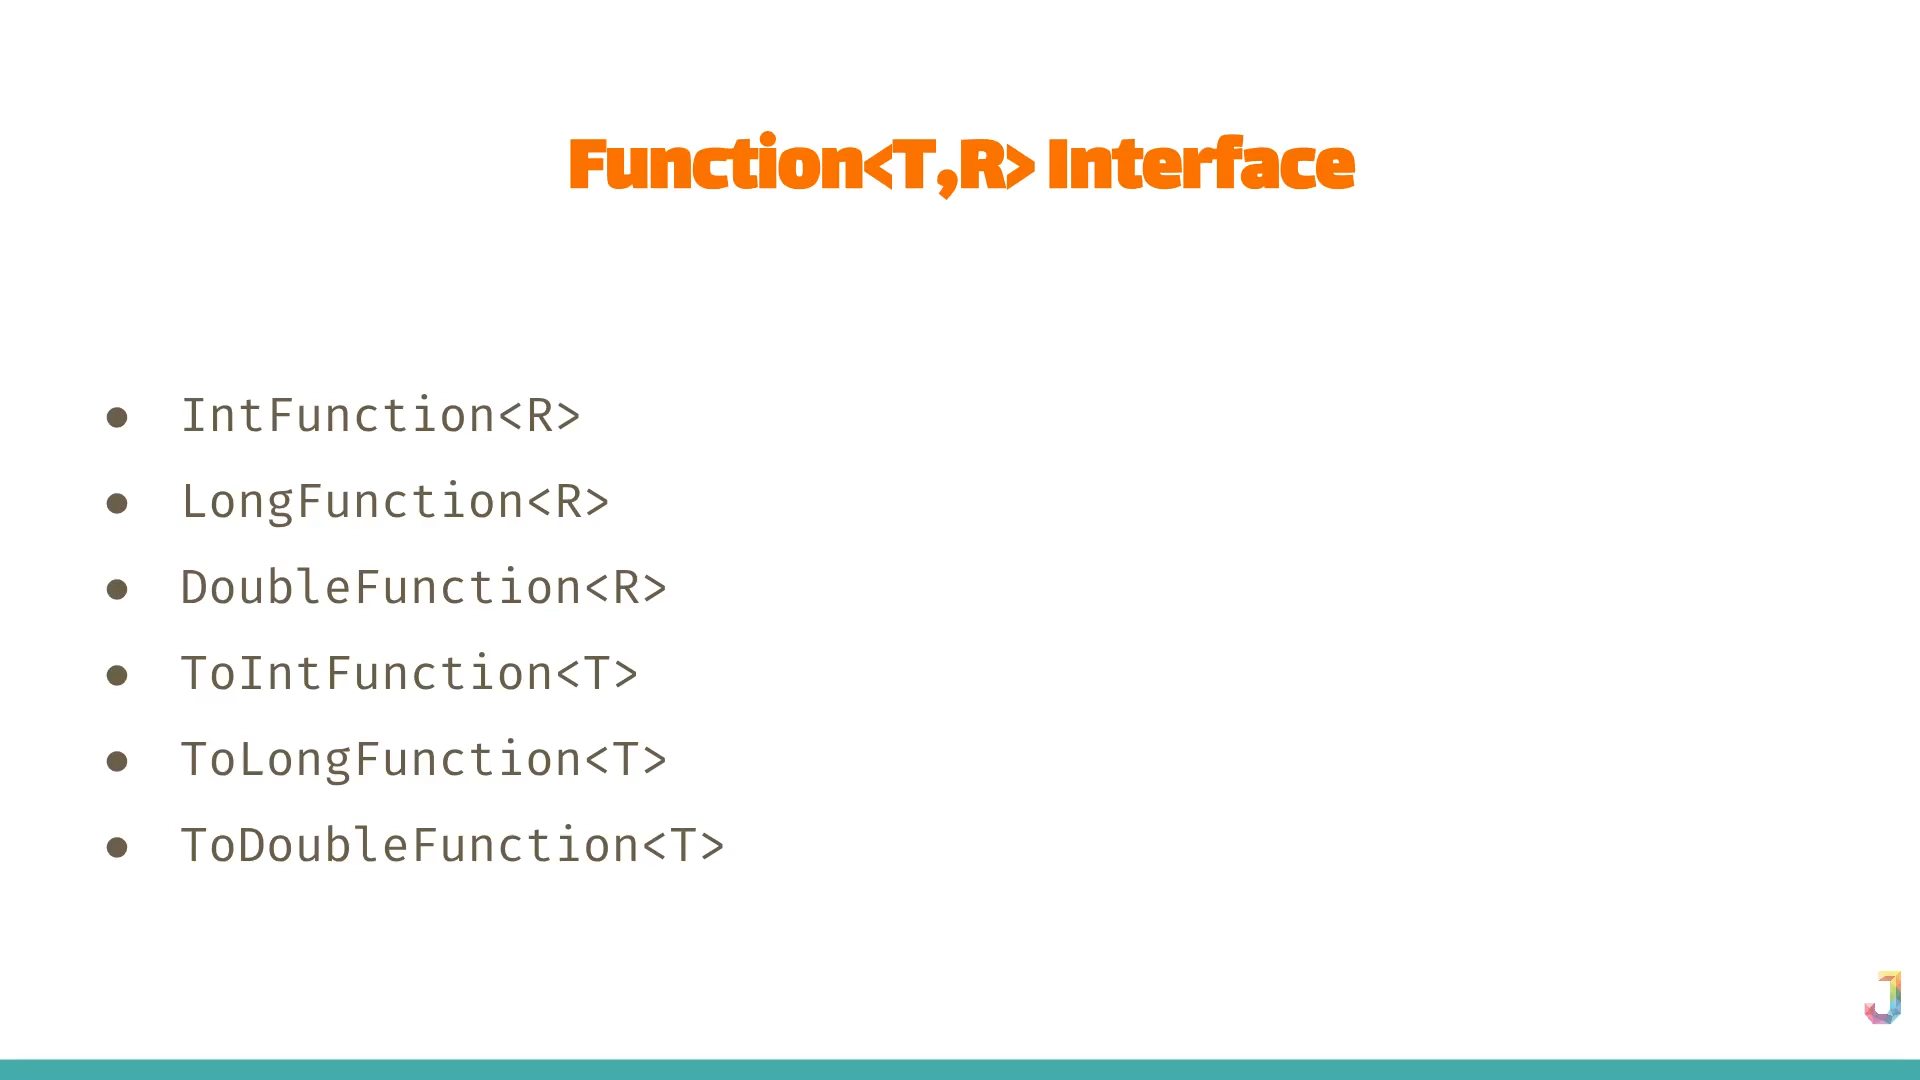 Function<T,R> Interface
● IntFunction<R>
● LongFunction<R>
● DoubleFunction<R>
● ToIntFunction<T>
● ToLongFunction<T>
● ToDoubleFunction<T>
J